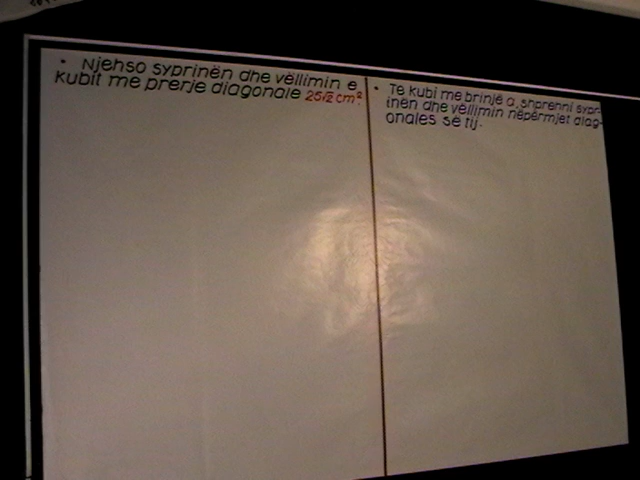 • Njehso syprinën dhe vëllimin e
kubit me prerje diagonale 25√2 cm².
• Te kubi me brinjë a, shprehni sypr-
inën dhe vëllimin nëpërmjet diag-
onales së tij.